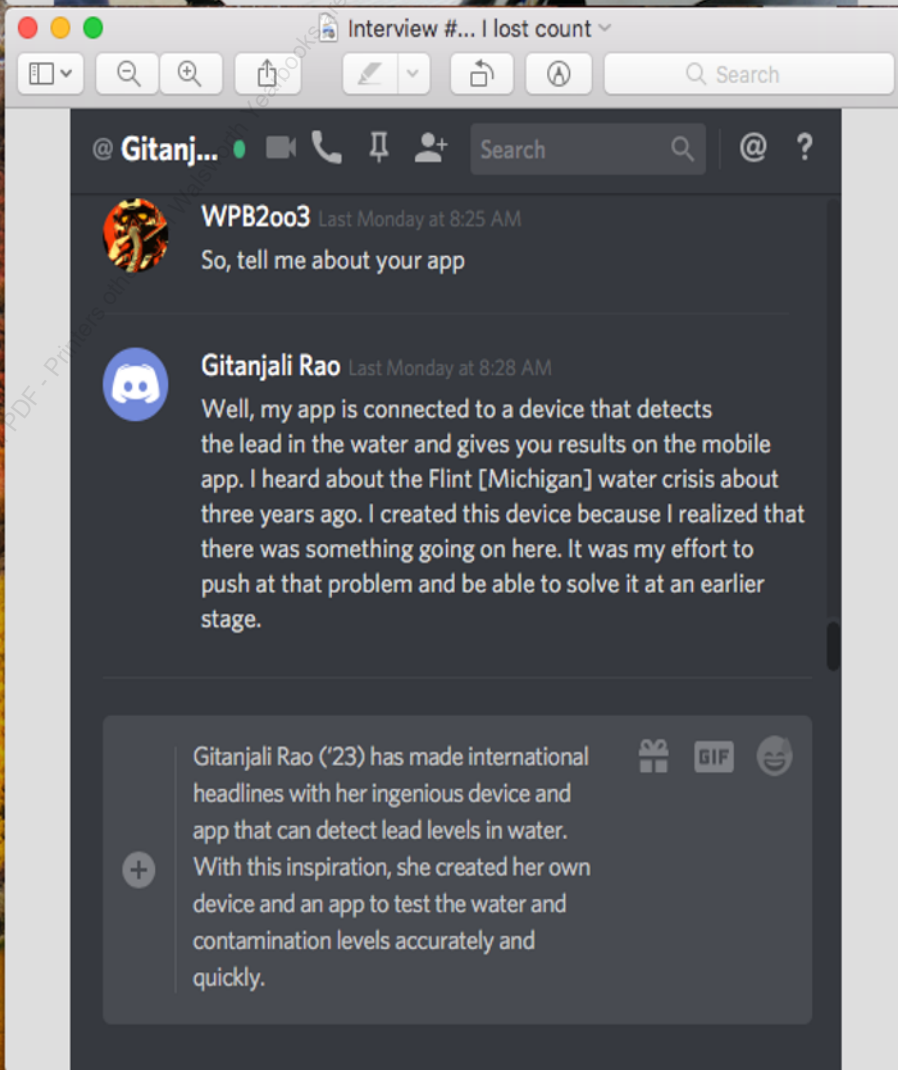 Interview #... I lost count
Search
@ Gitanj...
Search
@ ?
WPB2oo3 Last Monday at 8:25 AM
So, tell me about your app
Gitanjali Rao Last Monday at 8:28 AM
Well, my app is connected to a device that detects
the lead in the water and gives you results on the mobile
app. I heard about the Flint [Michigan] water crisis about
three years ago. I created this device because I realized that
there was something going on here. It was my effort to
push at that problem and be able to solve it at an earlier
stage.
Gitanjali Rao (‘23) has made international
headlines with her ingenious device and
app that can detect lead levels in water.
With this inspiration, she created her own
device and an app to test the water and
contamination levels accurately and
quickly.
GIF
PDF - Printers oth Walsworth Yearbooks